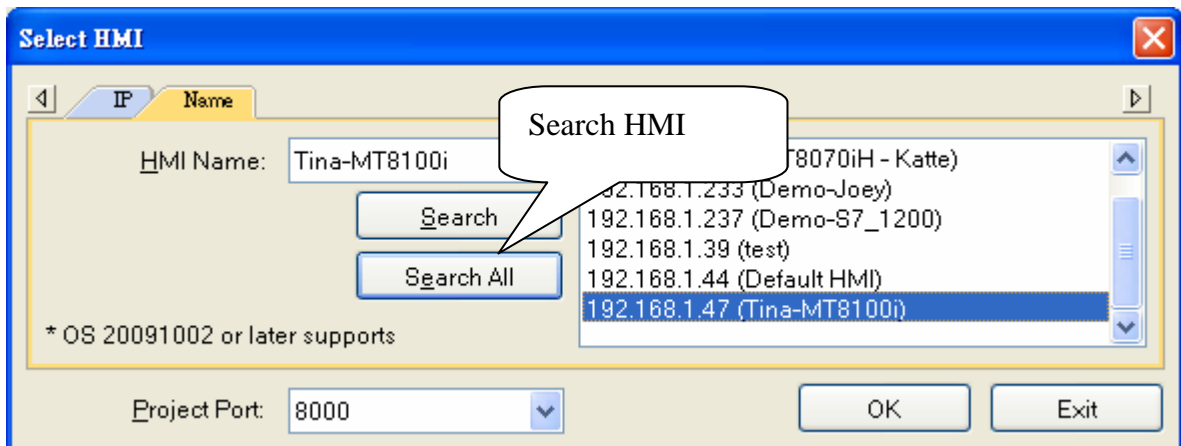 Select HMI
IP Name
Search HMI
HMI Name: Tina-MT8100i
T8070iH - Katte)
192.168.1.233 (Demo-Joey)
Search
192.168.1.237 (Demo-S7_1200)
192.168.1.39 (test)
Search All
192.168.1.44 (Default HMI)
192.168.1.47 (Tina-MT8100i)
* OS 20091002 or later supports
Project Port: 8000
OK Exit